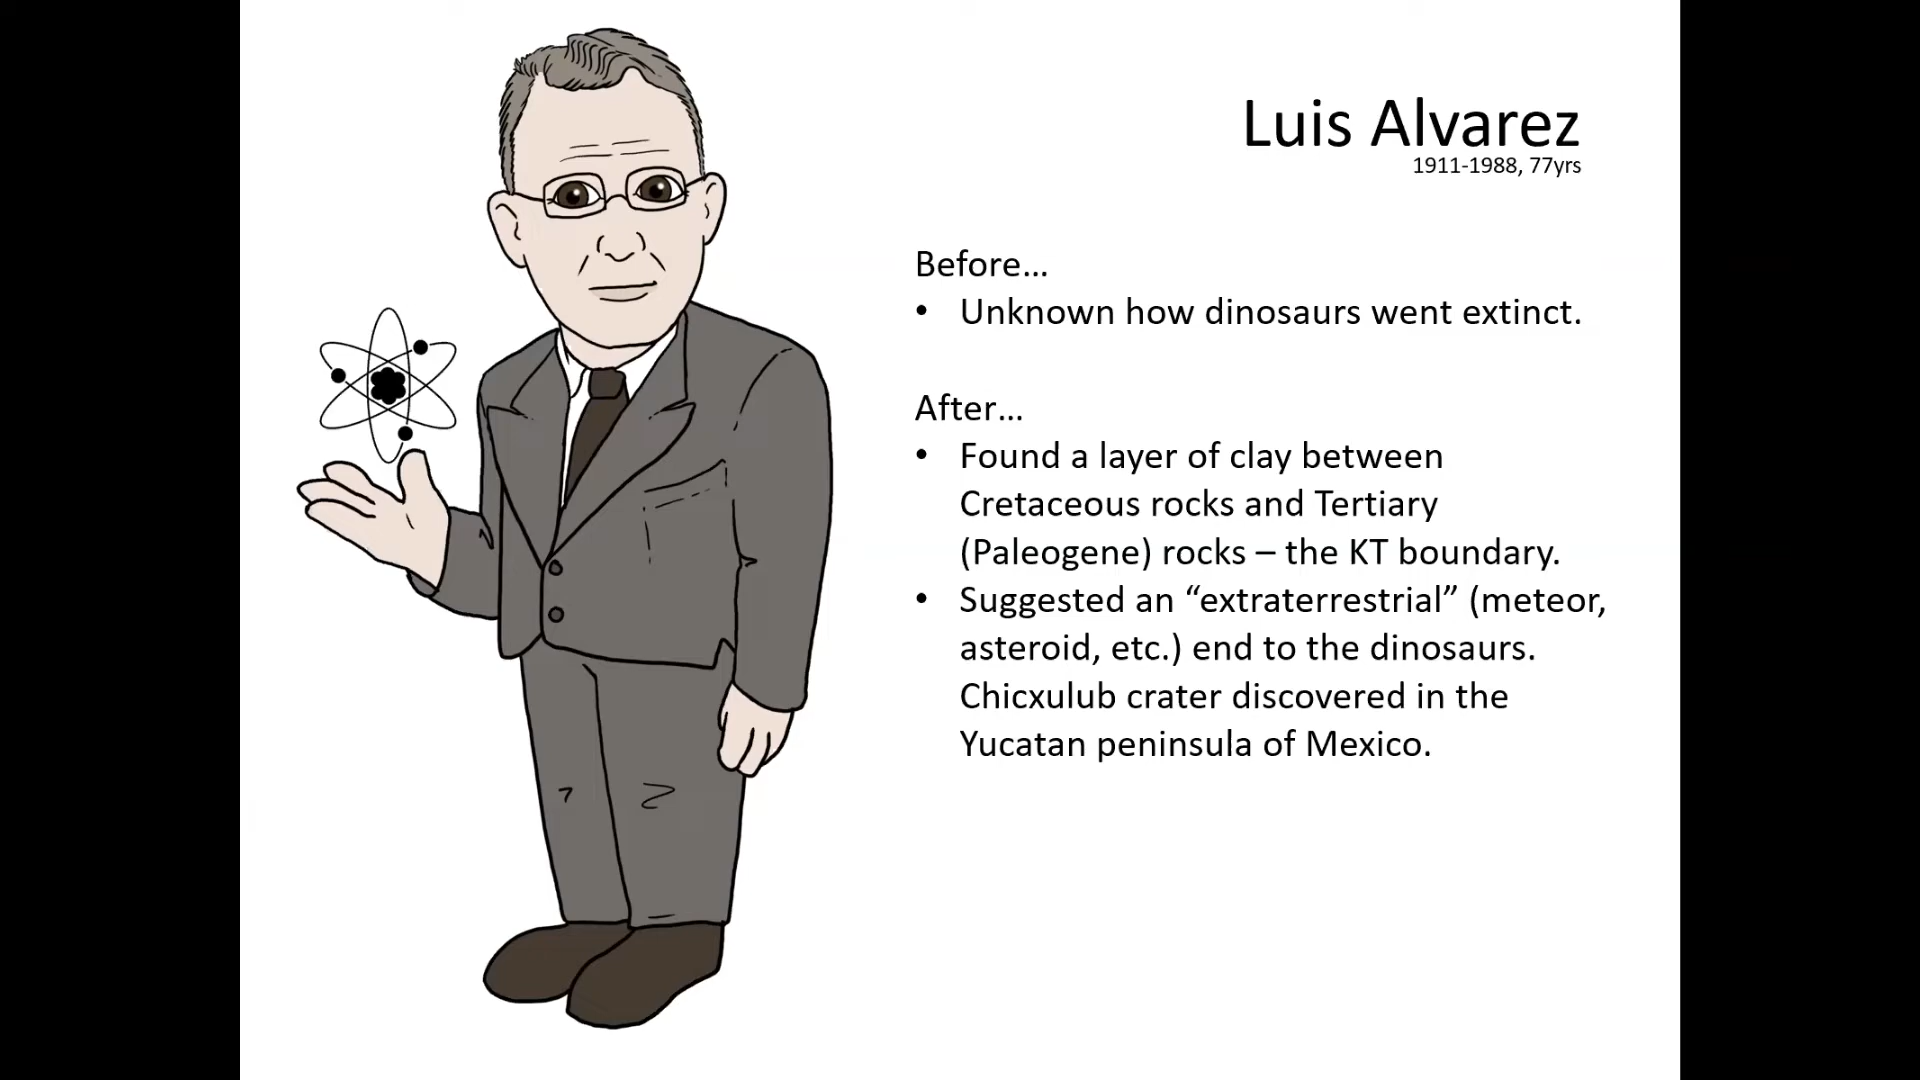 Luis Alvarez
1911-1988, 77yrs
Before…
• Unknown how dinosaurs went extinct.
After…
• Found a layer of clay between
Cretaceous rocks and Tertiary
(Paleogene) rocks – the KT boundary.
• Suggested an “extraterrestrial” (meteor,
asteroid, etc.) end to the dinosaurs.
Chicxulub crater discovered in the
Yucatan peninsula of Mexico.